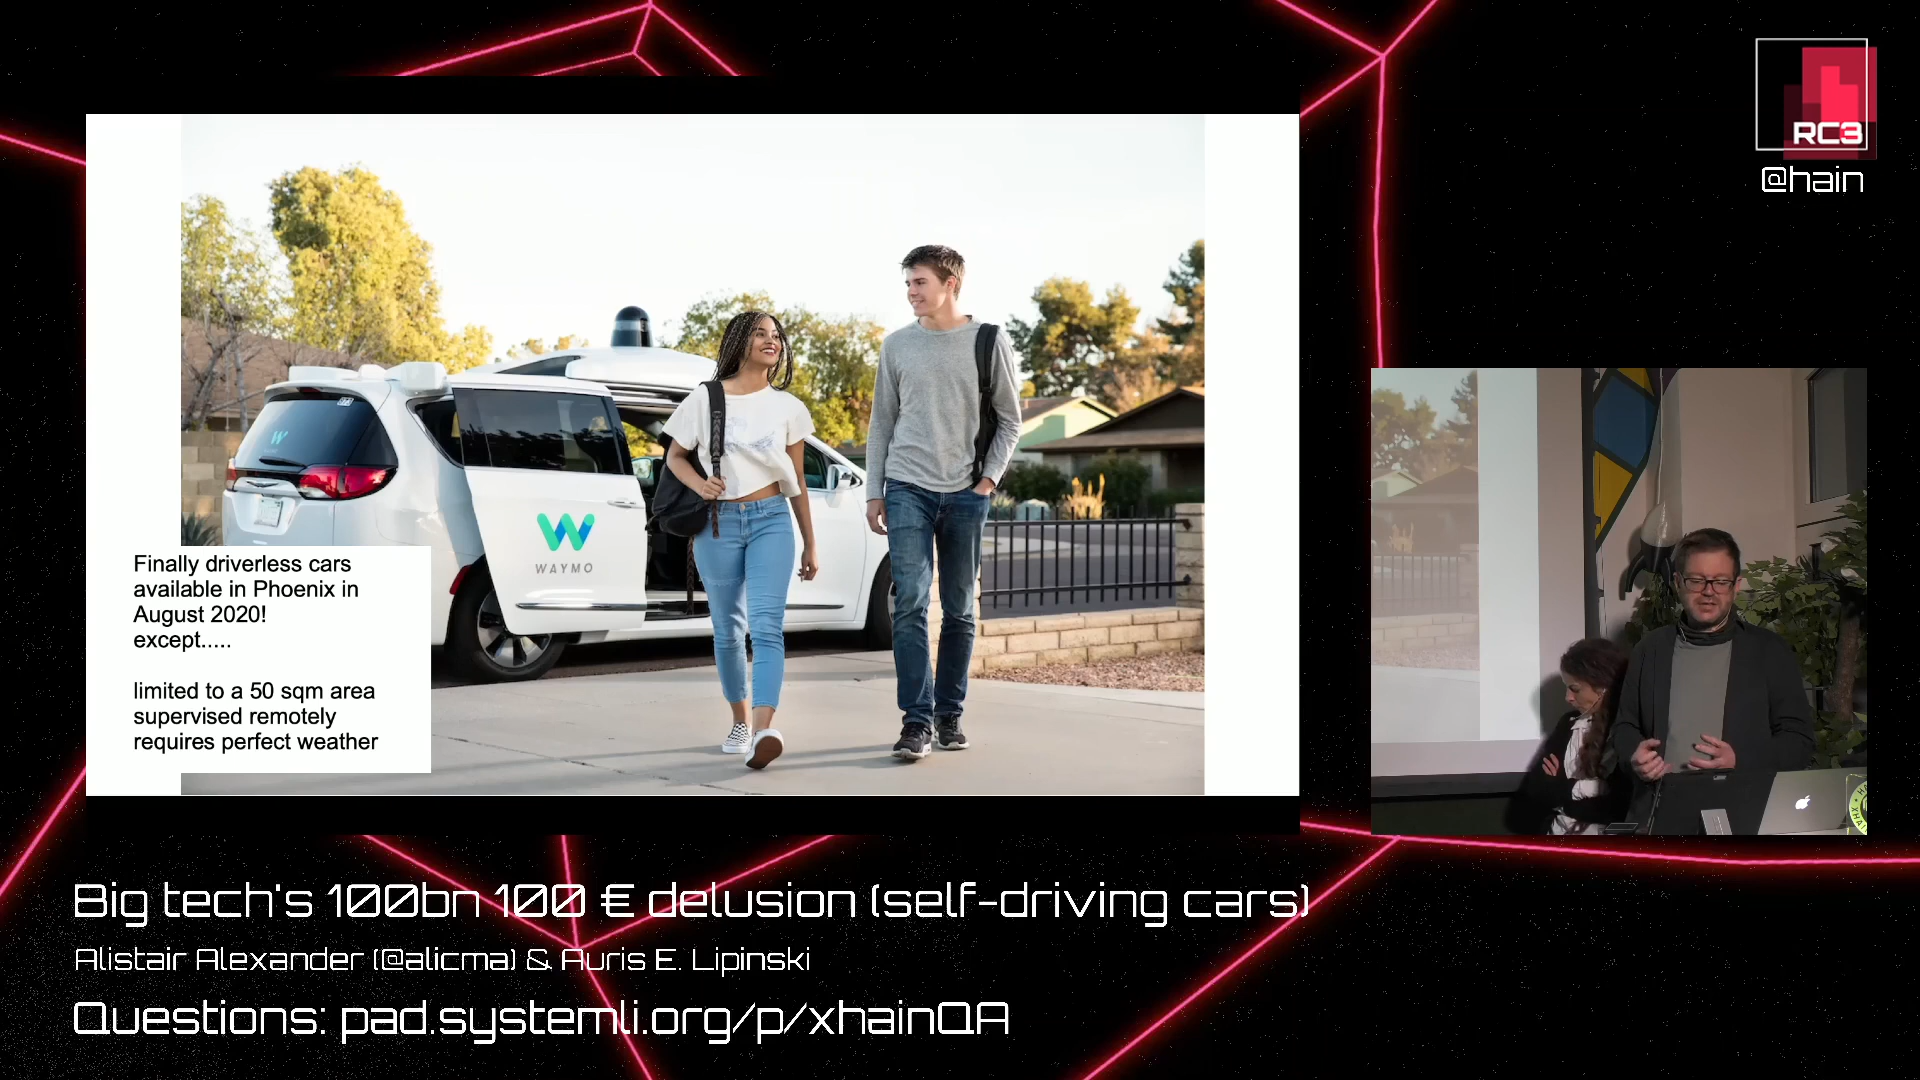 RC3
@hain
W
WAYMO
Finally driverless cars
available in Phoenix in
August 2020!
except.....
limited to a 50 sqm area
supervised remotely
requires perfect weather
Big tech's 100bn 100 € delusion (self-driving cars)
Alistair Alexander (@alicma) & Auris E. Lipinski
Questions: pad.systemli.org/p/xhainQA